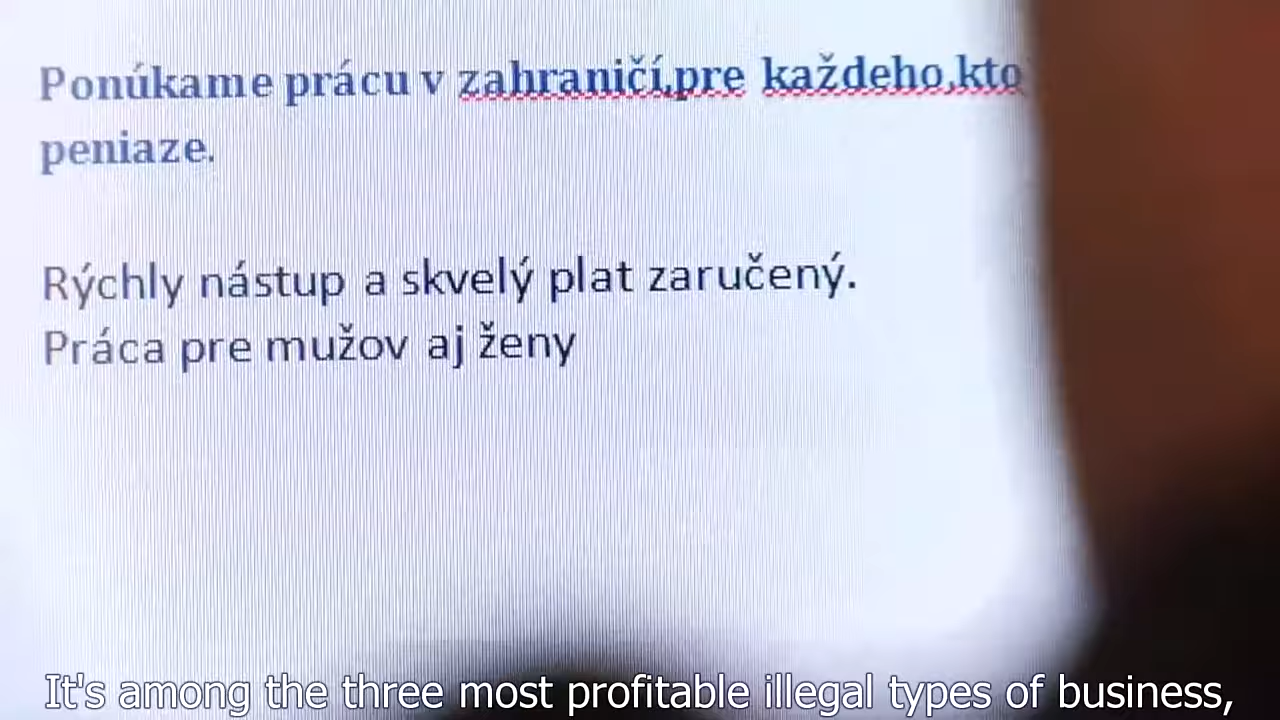 Ponúkame prácu v zahraničí,pre každeho,kto
peniaze.
Rýchly nástup a skvelý plat zaručený.
Práca pre mužov aj ženy
It's among the three most profitable illegal types of business,